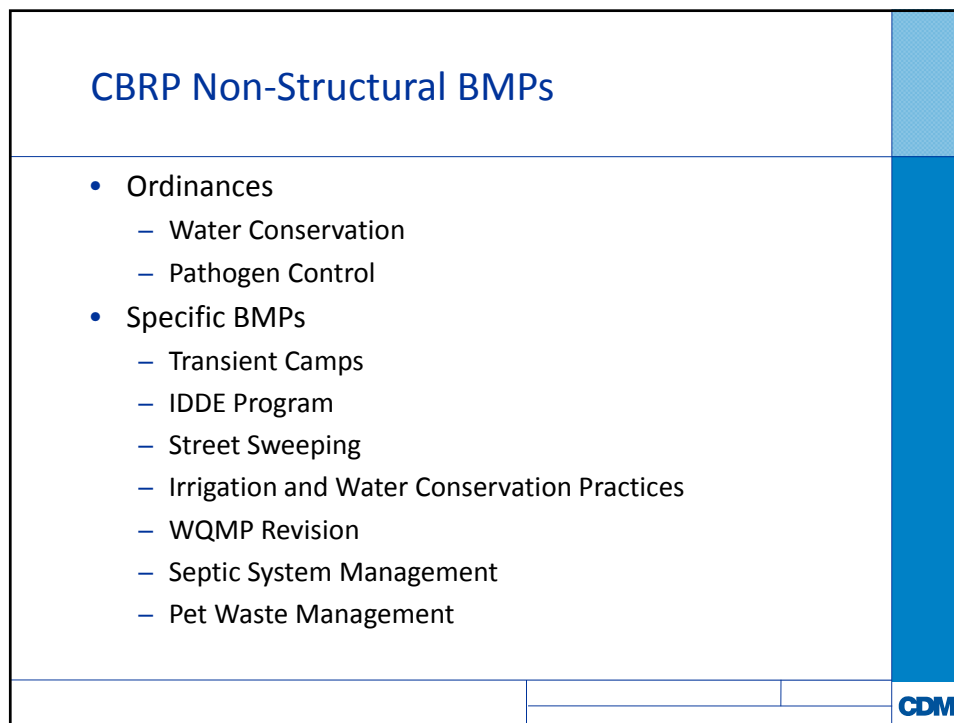 CBRP Non-Structural BMPs
• Ordinances
– Water Conservation
– Pathogen Control
• Specific BMPs
– Transient Camps
– IDDE Program
– Street Sweeping
– Irrigation and Water Conservation Practices
– WQMP Revision
– Septic System Management
– Pet Waste Management
CDM